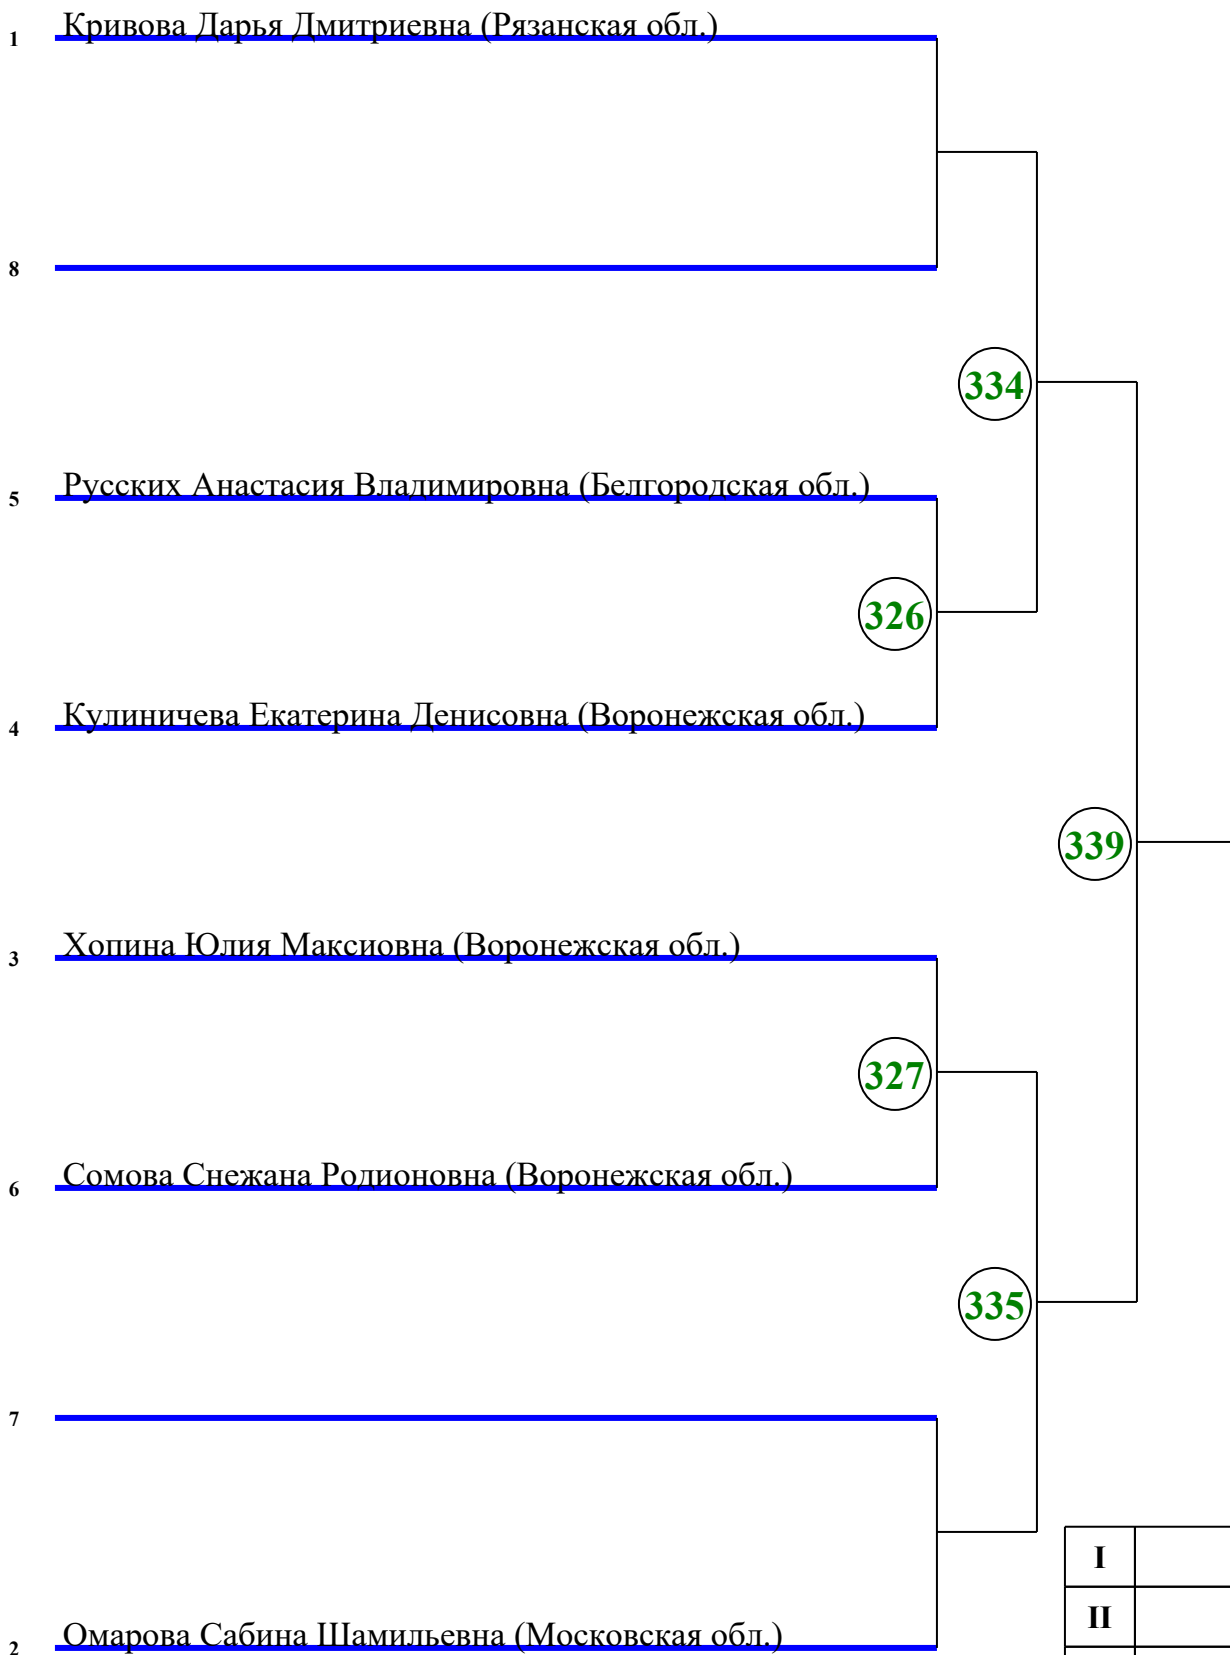 1 Кривова Дарья Дмитриевна (Рязанская обл.)
8
334
5 Русских Анастасия Владимировна (Белгородская обл.)
326
4 Кулиничева Екатерина Денисовна (Воронежская обл.)
339
3 Хопина Юлия Максиовна (Воронежская обл.)
327
6 Сомова Снежана Родионовна (Воронежская обл.)
335
7
I
II
2 Омарова Сабина Шамильевна (Московская обл.)